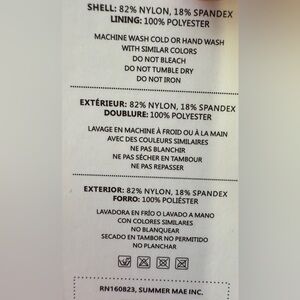 SHELL: 82% NYLON, 18% SPANDEX
LINING: 100% POLYESTER
MACHINE WASH COLD OR HAND WASH
WITH SIMILAR COLORS
DO NOT BLEACH
DO NOT TUMBLE DRY
DO NOT IRON
EXTÉRIEUR: 82% NYLON, 18% SPANDEX
DOUBLURE: 100% POLYESTER
LAVAGE EN MACHINE À FROID OU À LA MAIN
AVEC DES COULEURS SIMILAIRES
NE PAS BLANCHIR
NE PAS SÉCHER EN TAMBOUR
NE PAS REPASSER
EXTERIOR: 82% NYLON, 18% SPANDEX
FORRO: 100% POLIÉSTER
LAVADORA EN FRÍO O LAVADO A MANO
CON COLORES SIMILARES
NO BLANQUEAR
SECADO EN TAMBOR NO PERMITIDO
NO PLANCHAR
RN160823, SUMMER MAE INC.